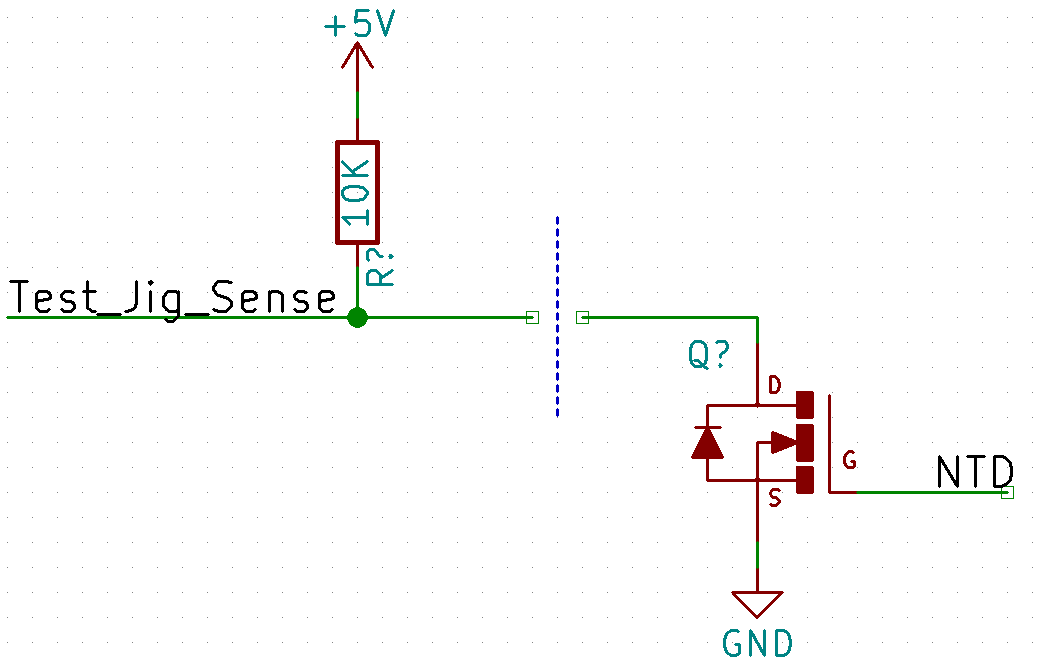 +5V
10K
R?
Test_Jig_Sense
Q?
D
G
NTD
S
GND